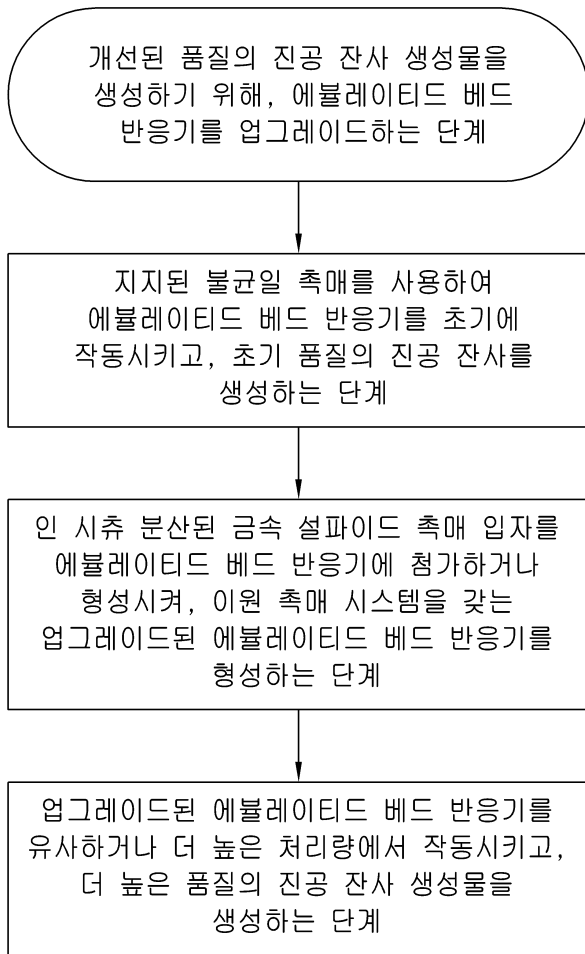 개선된 품질의 진공 잔사 생성물을
생성하기 위해, 에뷸레이티드 베드
반응기를 업그레이드하는 단계
지지된 불균일 촉매를 사용하여
에뷸레이티드 베드 반응기를 초기에
작동시키고, 초기 품질의 진공 잔사를
생성하는 단계
인 시츄 분산된 금속 설파이드 촉매 입자를
에뷸레이티드 베드 반응기에 첨가하거나
형성시켜, 이원 촉매 시스템을 갖는
업그레이드된 에뷸레이티드 베드 반응기를
형성하는 단계
업그레이드된 에뷸레이티드 베드 반응기를
유사하거나 더 높은 처리량에서 작동시키고,
더 높은 품질의 진공 잔사 생성물을
생성하는 단계